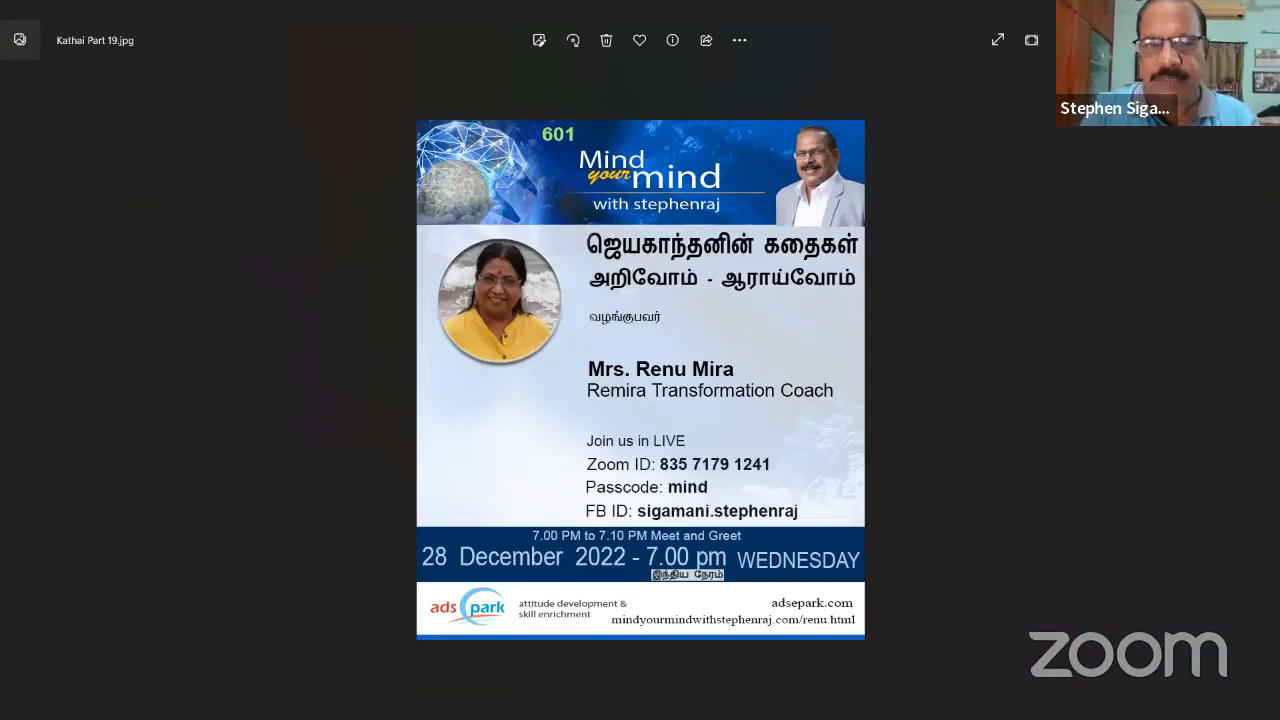 Kathai Part 19.jpg
Stephen Siga...
601
Mind
your mind
with stephenraj
ஜெயகாந்தனின் கதைகள்
அறிவோம் - ஆராய்வோம்
வழங்குபவர்
Mrs. Renu Mira
Remira Transformation Coach
Join us in LIVE
Zoom ID: 835 7179 1241
Passcode: mind
FB ID: sigamani.stephenraj
7.00 PM to 7.10 PM Meet and Greet
28 December 2022 - 7.00 pm WEDNESDAY
இந்திய நேரம்
ads park
attitude development &
skill enrichment
adsepark.com
mindyourmindwithstephenraj.com/renu.html
zoom